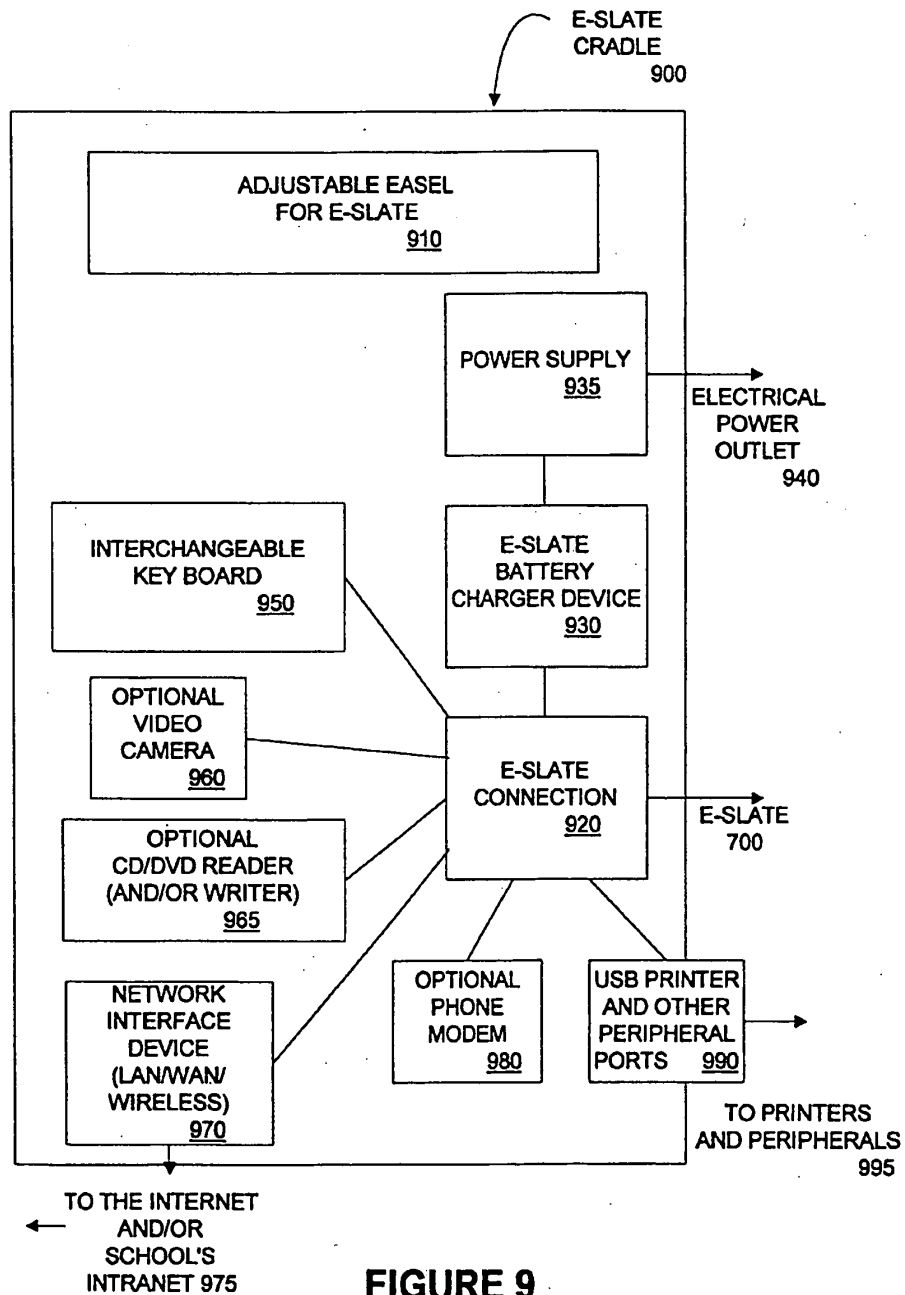 E-SLATE
CRADLE
900
ADJUSTABLE EASEL
FOR E-SLATE
910
POWER SUPPLY
935
ELECTRICAL
POWER
OUTLET
940
INTERCHANGEABLE
KEY BOARD
950
E-SLATE
BATTERY
CHARGER DEVICE
930
OPTIONAL
VIDEO
CAMERA
960
E-SLATE
CONNECTION
920
E-SLATE
700
OPTIONAL
CD/DVD READER
(AND/OR WRITER)
965
NETWORK
INTERFACE
DEVICE
(LAN/WAN/
WIRELESS)
970
OPTIONAL
PHONE
MODEM
980
USB PRINTER
AND OTHER
PERIPHERAL
PORTS 990
TO PRINTERS
AND PERIPHERALS
995
TO THE INTERNET
AND/OR
SCHOOL'S
INTRANET 975
FIGURE 9